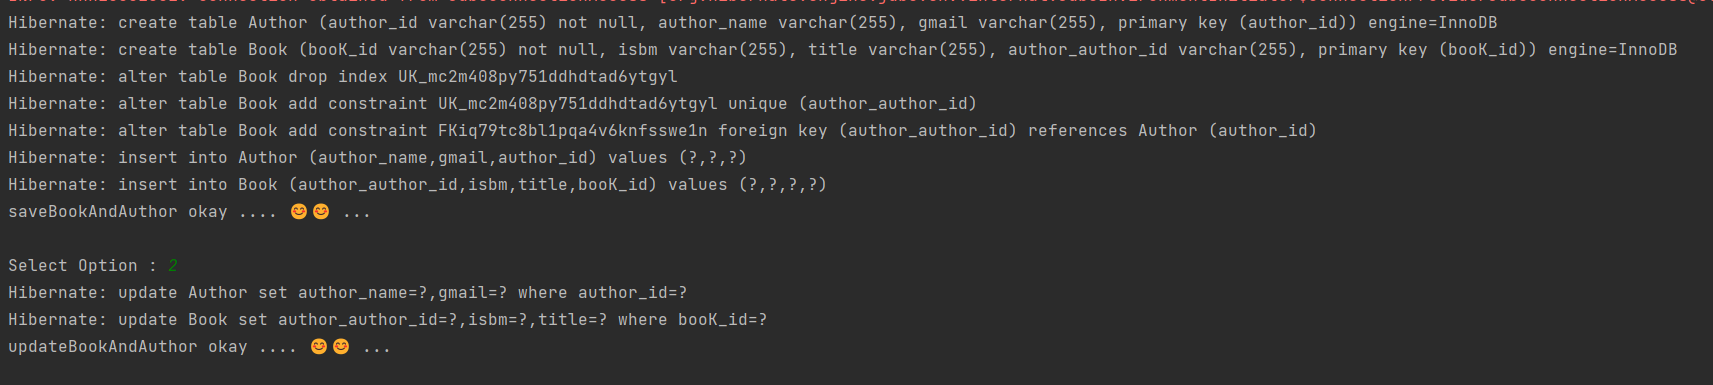 Hibernate: create table Author (author_id varchar(255) not null, author_name varchar(255), gmail varchar(255), primary key (author_id)) engine=InnoDB
Hibernate: create table Book (booK_id varchar(255) not null, isbm varchar(255), title varchar(255), author_author_id varchar(255), primary key (booK_id)) engine=InnoDB
Hibernate: alter table Book drop index UK_mc2m408py751ddhdtad6ytgyl
Hibernate: alter table Book add constraint UK_mc2m408py751ddhdtad6ytgyl unique (author_author_id)
Hibernate: alter table Book add constraint FKiq79tc8bl1pqa4v6knfsswe1n foreign key (author_author_id) references Author (author_id)
Hibernate: insert into Author (author_name,gmail,author_id) values (?,?,?)
Hibernate: insert into Book (author_author_id,isbm,title,booK_id) values (?,?,?,?)
saveBookAndAuthor okay .... 😊😊 ...
Select Option : 2
Hibernate: update Author set author_name=?,gmail=? where author_id=?
Hibernate: update Book set author_author_id=?,isbm=?,title=? where booK_id=?
updateBookAndAuthor okay .... 😊😊 ...